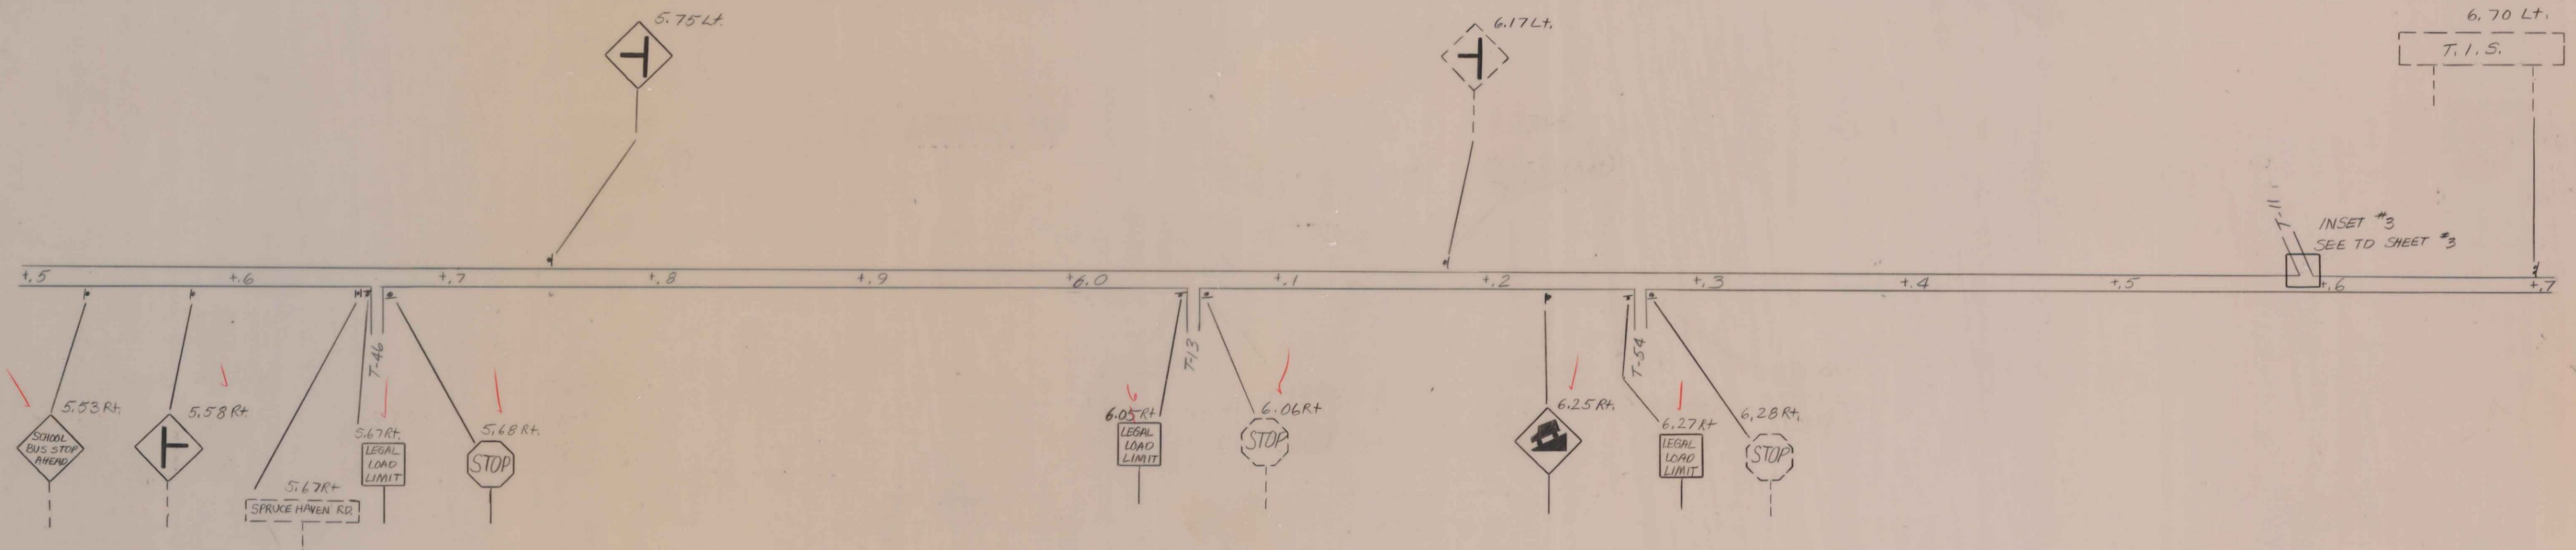 5.75 Lt.
6.17 Lt.
6.70 Lt.
T.I.S.
T-11
INSET #3
SEE TO SHEET #3
+.5
+.6
+.7
+.8
+.9
+6.0
+.1
+.2
+.3
+.4
+.5
+.6
+.7
T-46
T-13
T-54
5.53 Rt.
SCHOOL
BUS STOP
AHEAD
5.58 Rt.
5.67 Rt
SPRUCE HAVEN RD.
5.67 Rt.
LEGAL
LOAD
LIMIT
5.68 Rt.
STOP
6.05 Rt
LEGAL
LOAD
LIMIT
6.06 Rt
STOP
6.25 Rt.
6.27 Rt
LEGAL
LOAD
LIMIT
6.28 Rt.
STOP